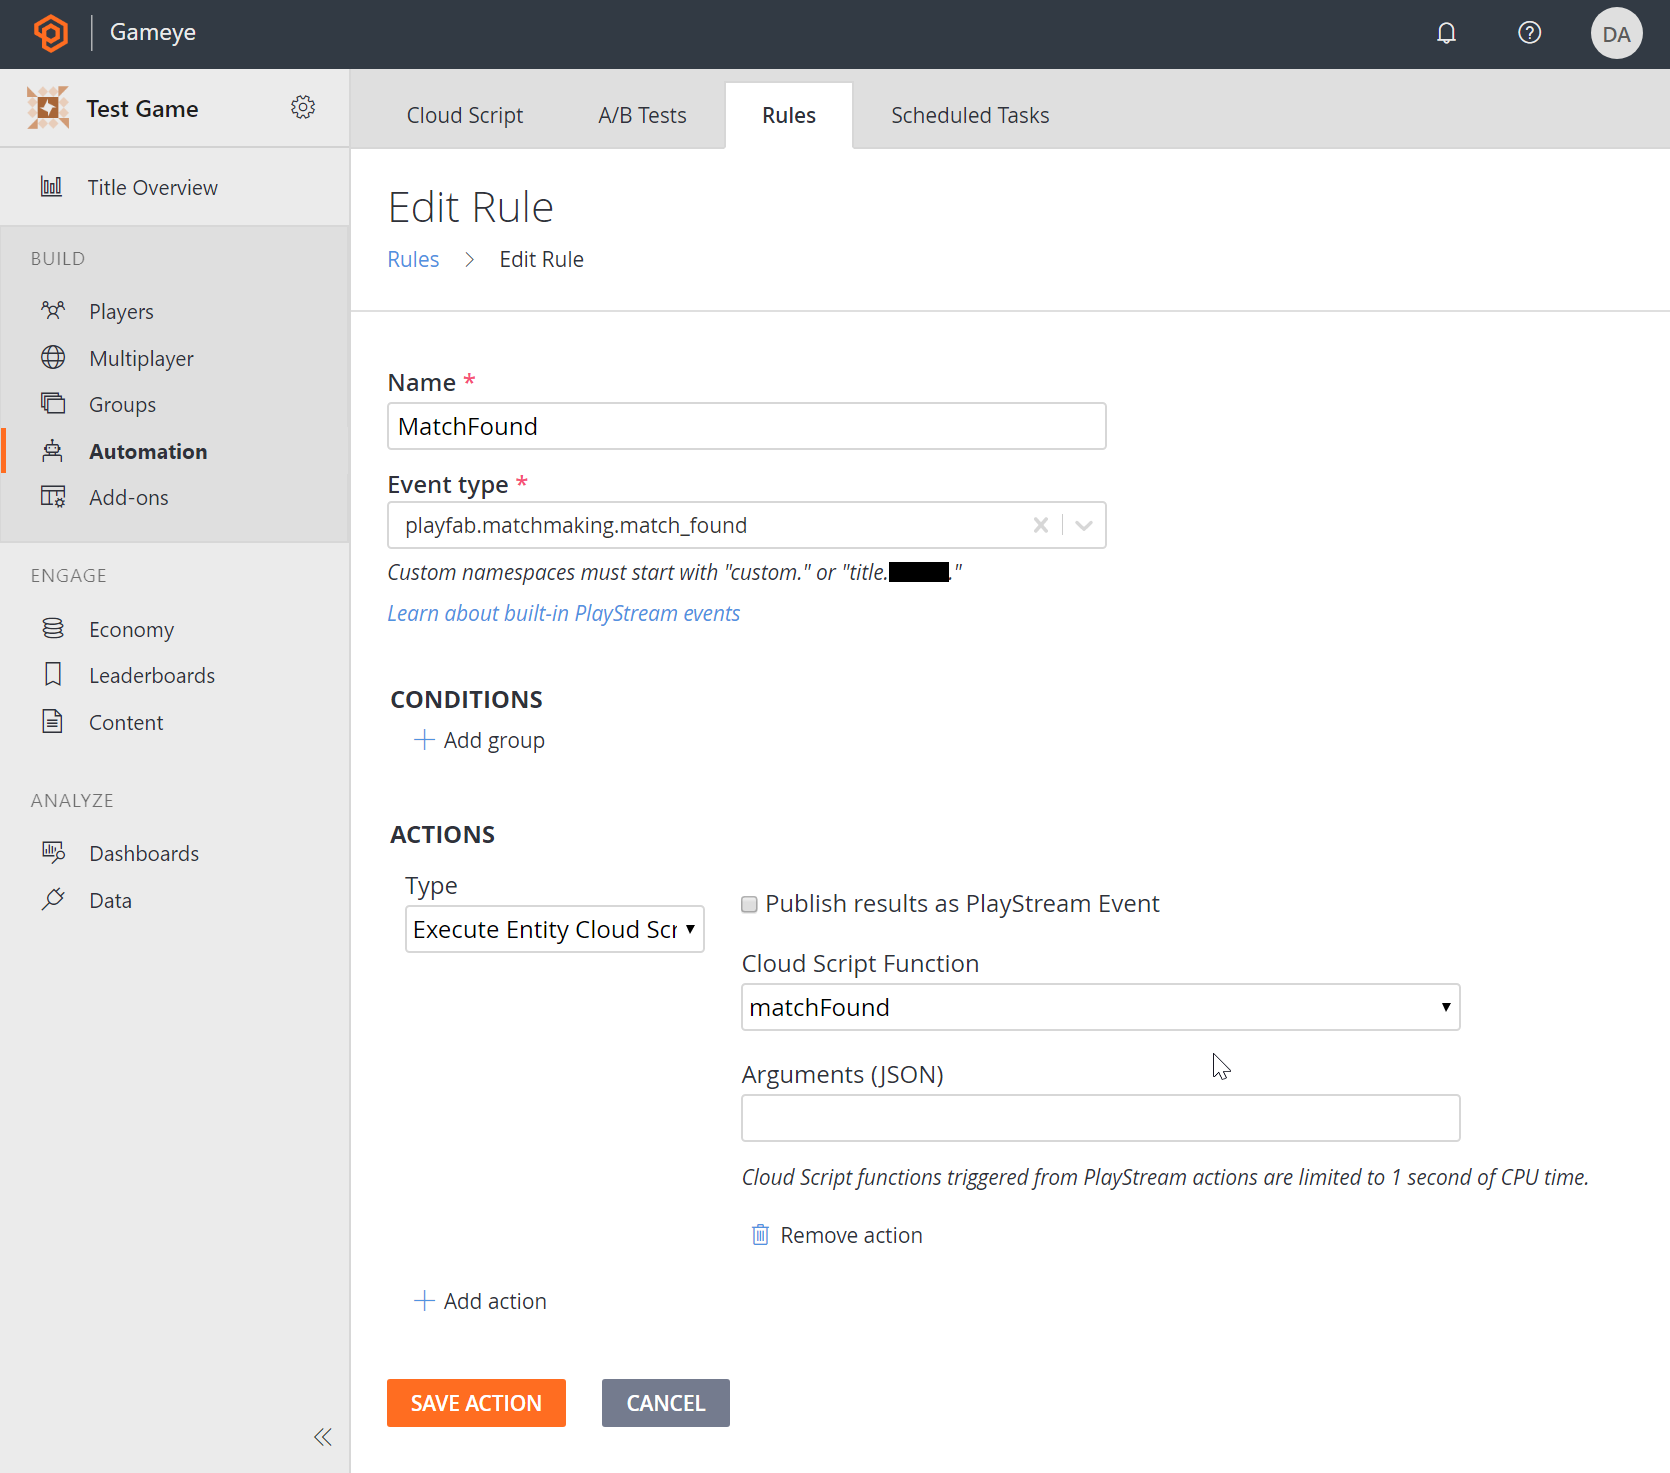 Gameye
DA
Test Game
Cloud Script
A/B Tests
Rules
Scheduled Tasks
Title Overview
BUILD
Players
Multiplayer
Groups
Automation
Add-ons
ENGAGE
Economy
Leaderboards
Content
ANALYZE
Dashboards
Data
Edit Rule
Rules > Edit Rule
Name *
MatchFound
Event type *
playfab.matchmaking.match_found
Custom namespaces must start with "custom." or "title. ."
Learn about built-in PlayStream events
CONDITIONS
Add group
ACTIONS
Type
Execute Entity Cloud Scr
Publish results as PlayStream Event
Cloud Script Function
matchFound
Arguments (JSON)
Cloud Script functions triggered from PlayStream actions are limited to 1 second of CPU time.
Remove action
Add action
SAVE ACTION
CANCEL